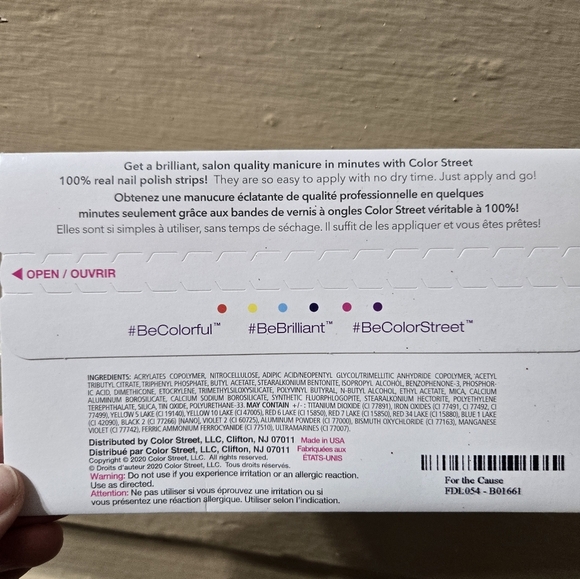 Get a brilliant, salon quality manicure in minutes with Color Street
100% real nail polish strips! They are so easy to apply with no dry time. Just apply and go!
Obtenez une manucure éclatante de qualité professionnelle en quelques
minutes seulement grâce aux bandes de vernis à ongles Color Street véritable à 100%!
Elles sont si simples à utiliser, sans temps de séchage. Il suffit de les appliquer et vous êtes prêtes!
OPEN / OUVRIR
#BeColorful™ #BeBrilliant™ #BeColorStreet™
INGREDIENTS: ACRYLATES COPOLYMER, NITROCELLULOSE, ADIPIC ACID/NEOPENTYL GLYCOL/TRIMELLITIC ANHYDRIDE COPOLYMER, ACETYL
TRIBUTYL CITRATE, TRIPHENYL PHOSPHATE, BUTYL ACETATE, STEARALKONIUM BENTONITE, ISOPROPYL ALCOHOL, BENZOPHENONE-3, PHOSPHOR-
IC ACID, DIMETHICONE, ETOCRYLENE, TRIMETHYLSILOXYSILICATE, POLYVINYL BUTYRAL, N-BUTYL ALCOHOL, ETHYL ACETATE, MICA, CALCIUM
ALUMINUM BOROSILICATE, CALCIUM SODIUM BOROSILICATE, SYNTHETIC FLUORPHLOGOPITE, STEARALKONIUM HECTORITE, POLYETHYLENE
TEREPHTHALATE, SILICA, TIN OXIDE, POLYURETHANE-33. MAY CONTAIN +/- : TITANIUM DIOXIDE (CI 77891), IRON OXIDES (CI 77491, CI 77492, CI
77499), YELLOW 5 LAKE (CI 19140), YELLOW 10 LAKE (CI 47005), RED 6 LAKE (CI 15850), RED 7 LAKE (CI 15850), RED 34 LAKE (CI 15880), BLUE 1 LAKE
(CI 42090), BLACK 2 (CI 77266) [NANO], VIOLET 2 (CI 60725), ALUMINUM POWDER (CI 77000), BISMUTH OXYCHLORIDE (CI 77163), MANGANESE
VIOLET (CI 77742), FERRIC AMMONIUM FERROCYANIDE (CI 77510), ULTRAMARINES (CI 77007).
Distributed by Color Street, LLC, Clifton, NJ 07011 Made in USA
Distribué par Color Street, LLC, Clifton, NJ 07011 Fabriquées aux
ÉTATS-UNIS
Copyright © 2020 Color Street, LLC. All rights reserved.
© Droits d'auteur 2020 Color Street, LLC. Tous droits réservés.
Warning: Do not use if you experience irritation or an allergic reaction.
Use as directed.
Attention: Ne pas utiliser si vous éprouvez une irritation ou si
vous présentez une réaction allergique. Utiliser selon l'indication.
For the Cause
FDL054 - B01661